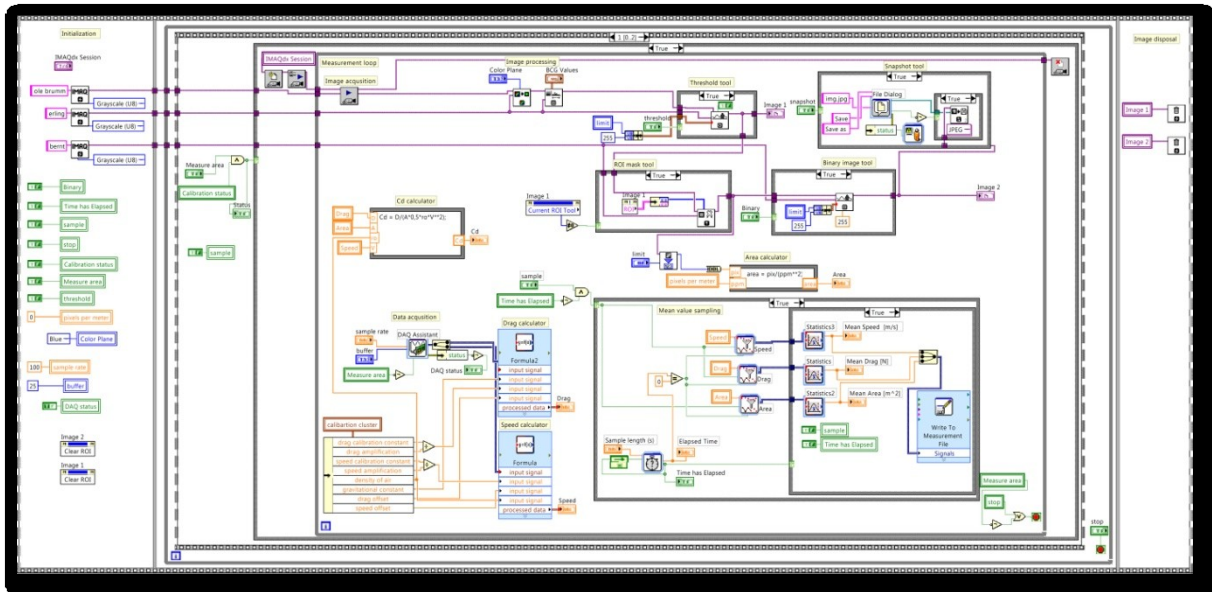 Initialization
IMAQdx Session
ole brumm
Grayscale (U8)
erling
Grayscale (U8)
bernt
Grayscale (U8)
Binary
Time has Elapsed
sample
stop
Calibration status
Measure area
threshold
0
pixels per meter
Blue
Color Plane
100
sample rate
25
buffer
DAQ status
Image 2
Clear ROI
Image 1
Clear ROI
Measure area
Calibration status
Status
sample
1 [0..2]
True
IMAQdx Session
Measurement loop
Image acqusition
Image processing
Color Plane
BCG Values
Threshold tool
True
threshold
limit
255
Image 1
Snapshot tool
True
snapshot
img.jpg
File Dialog
Save
Save as
status
True
JPEG
ROI mask tool
True
Image 1
Current ROI Tool
Image 1
ROI
Binary image tool
True
Binary
limit
255
255
Image 2
Cd calculator
Drag
Area
Speed
Cd = D/(A*0,5*ro*V**2);
Cd
Cd
limit
pixels per meter
Area calculator
pix
ppm
area = pix/(ppm**2
area
Area
sample
Time has Elapsed
Data acqusition
sample rate
buffer
DAQ Assistant
status
DAQ status
Measure area
Drag calculator
Formula2
input signal
input signal
input signal
input signal
processed data
Drag
Speed calculator
Formula
input signal
input signal
input signal
input signal
processed data
Speed
calibartion cluster
drag calibration constant
drag amplification
speed calibration constant
speed amplification
density of air
gravitational constant
drag offset
speed offset
True
Mean value sampling
Speed
Speed
Drag
Drag
Area
Area
0
Sample length (s)
Elapsed Time
Time has Elapsed
True
Statistics3
Mean Speed [m/s]
Statistics
Mean Drag [N]
Statistics2
Mean Area [m^2]
sample
Time has Elapsed
Write To
Measurement
File
Signals
Measure area
stop
i
i
stop
Image disposal
Image 1
Image 2